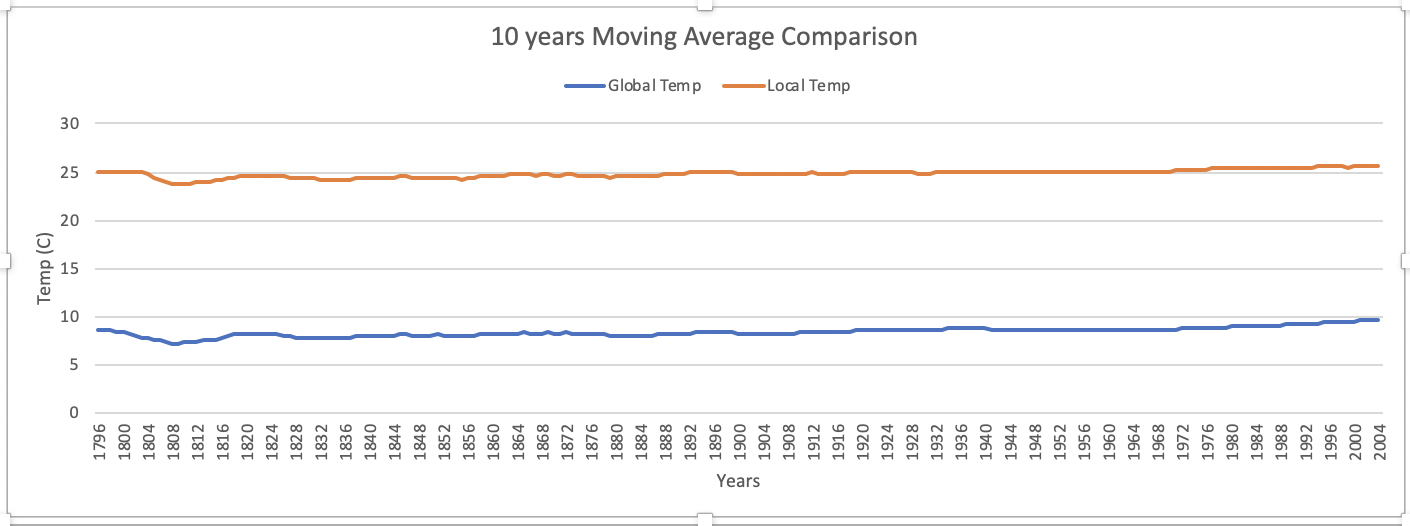 10 years Moving Average Comparison
Global Temp Local Temp
30
25
20
15
10
5
0
Temp (C)
1796 1800 1804 1808 1812 1816 1820 1824 1828 1832 1836 1840 1844 1848 1852 1856 1860 1864 1868 1872 1876 1880 1884 1888 1892 1896 1900 1904 1908 1912 1916 1920 1924 1928 1932 1936 1940 1944 1948 1952 1956 1960 1964 1968 1972 1976 1980 1984 1988 1992 1996 2000 2004
Years